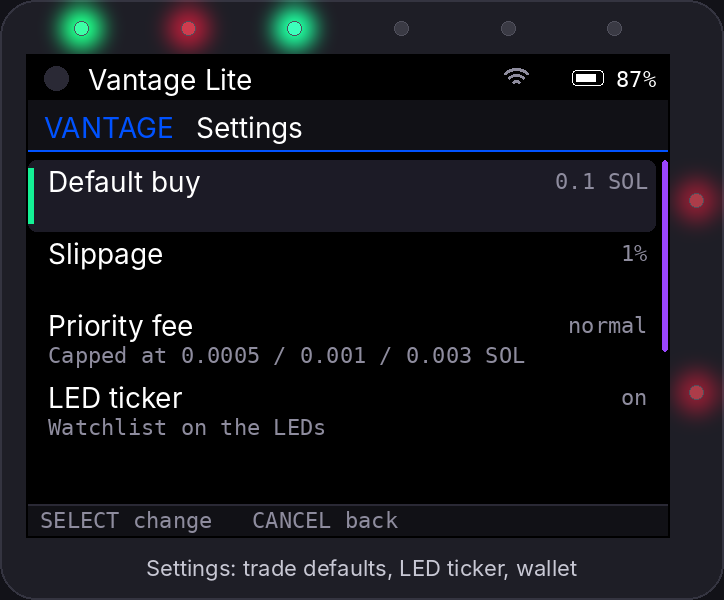 Vantage Lite 87%
VANTAGE Settings
Default buy 0.1 SOL
Slippage 1%
Priority fee normal
Capped at 0.0005 / 0.001 / 0.003 SOL
LED ticker on
Watchlist on the LEDs
SELECT change CANCEL back
Settings: trade defaults, LED ticker, wallet